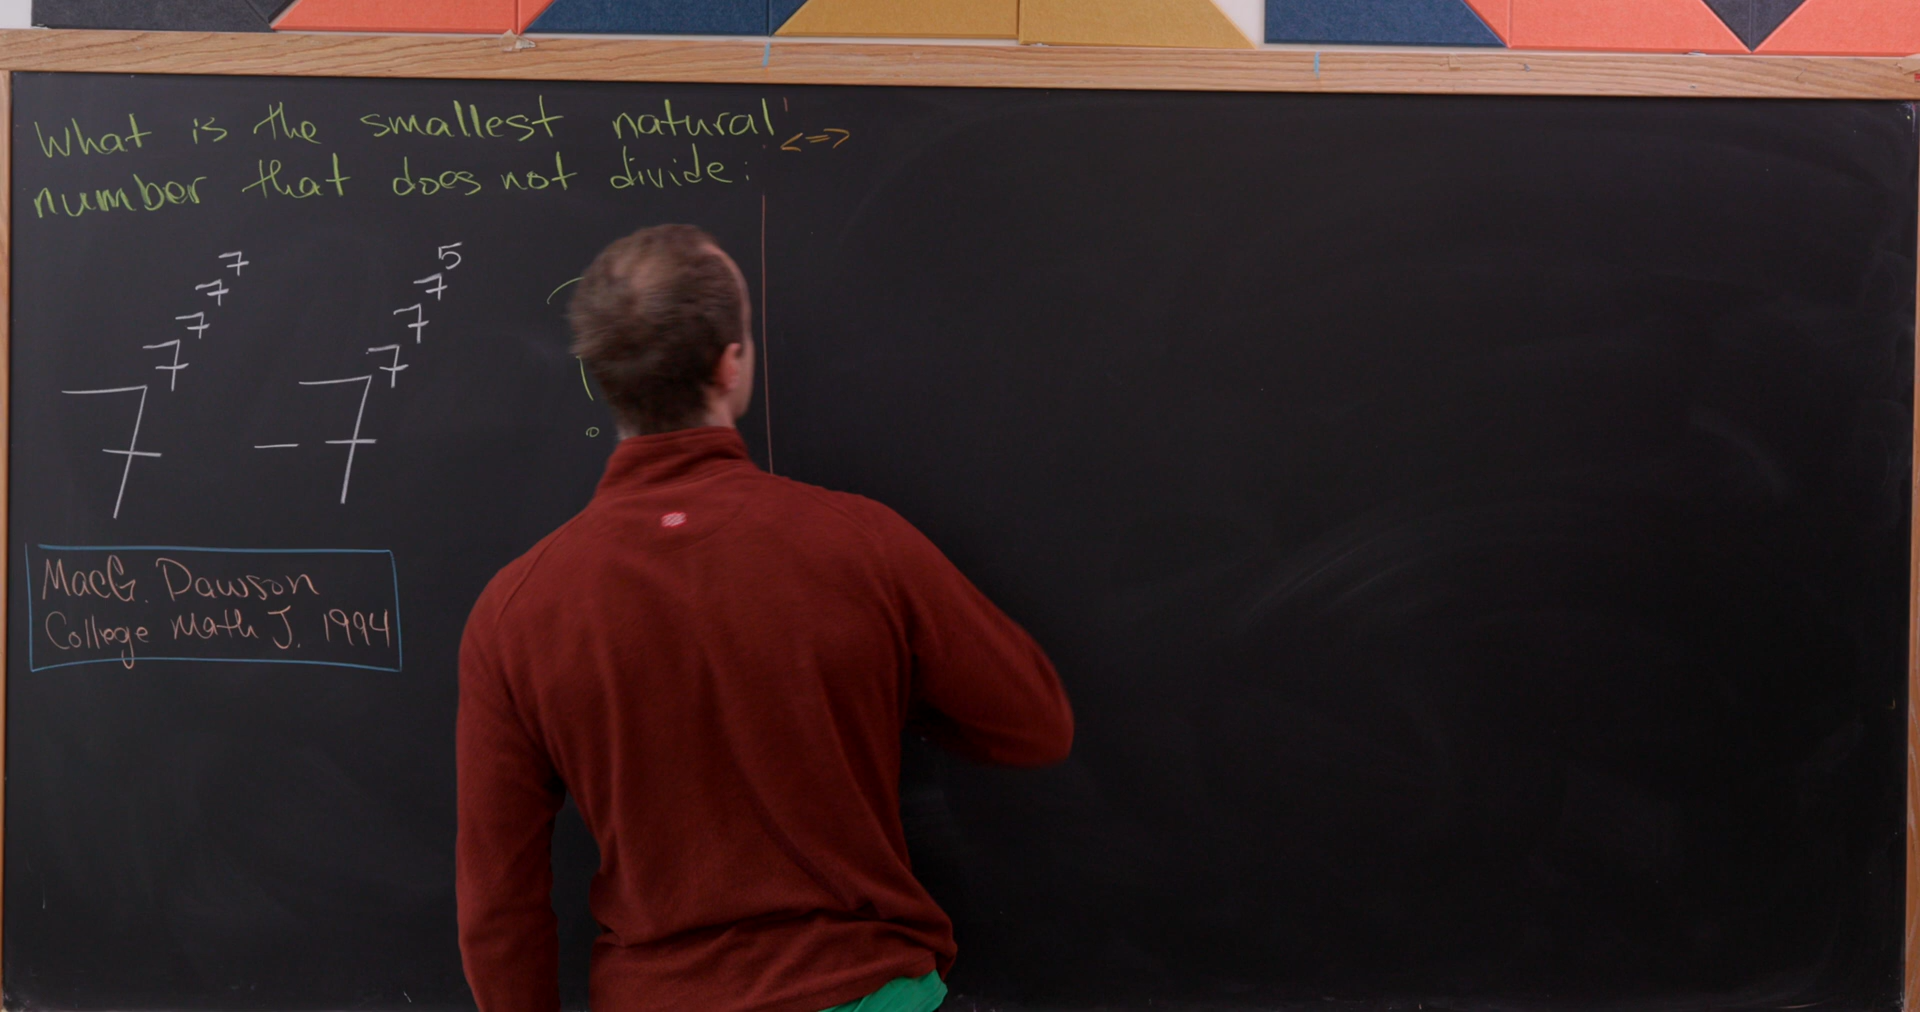 What is the smallest natural
number that does not divide:
<=>
7^7^7^7^7 - 7^7^7^7^5
?
MacG. Dawson
College Math J. 1994